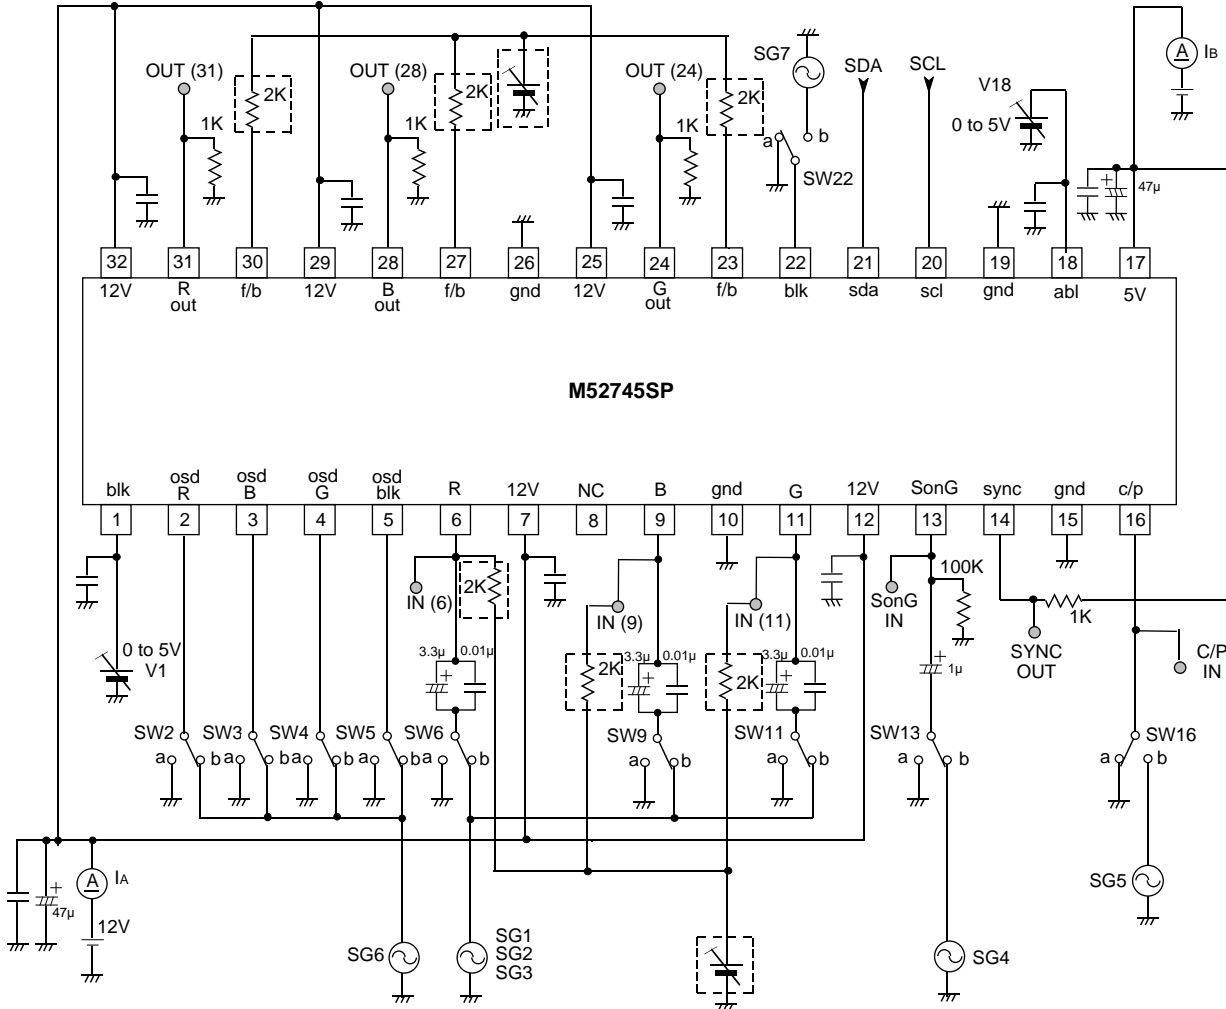 SG7
IB
A
OUT (31)
OUT (28)
OUT (24)
SDA
SCL
V18
0 to 5V
2K
2K
2K
1K
1K
1K
a
b
SW22
+
47µ
32
31
30
29
28
27
26
25
24
23
22
21
20
19
18
17
12V
R out
f/b
12V
B out
f/b
gnd
12V
G out
f/b
blk
sda
scl
gnd
abl
5V
M52745SP
blk
osd R
osd B
osd G
osd blk
R
12V
NC
B
gnd
G
12V
SonG
sync
gnd
c/p
1
2
3
4
5
6
7
8
9
10
11
12
13
14
15
16
IN (6)
2K
IN (9)
IN (11)
SonG IN
100K
1K
SYNC OUT
C/P IN
0 to 5V
V1
3.3µ
+
0.01µ
2K
3.3µ
+
0.01µ
2K
3.3µ
+
0.01µ
+
1µ
SW2
SW3
SW4
SW5
SW6
SW9
SW11
SW13
SW16
a
b
a
b
a
b
a
b
a
b
a
b
a
b
a
b
a
b
A
IA
+
47µ
12V
SG6
SG1
SG2
SG3
SG4
SG5